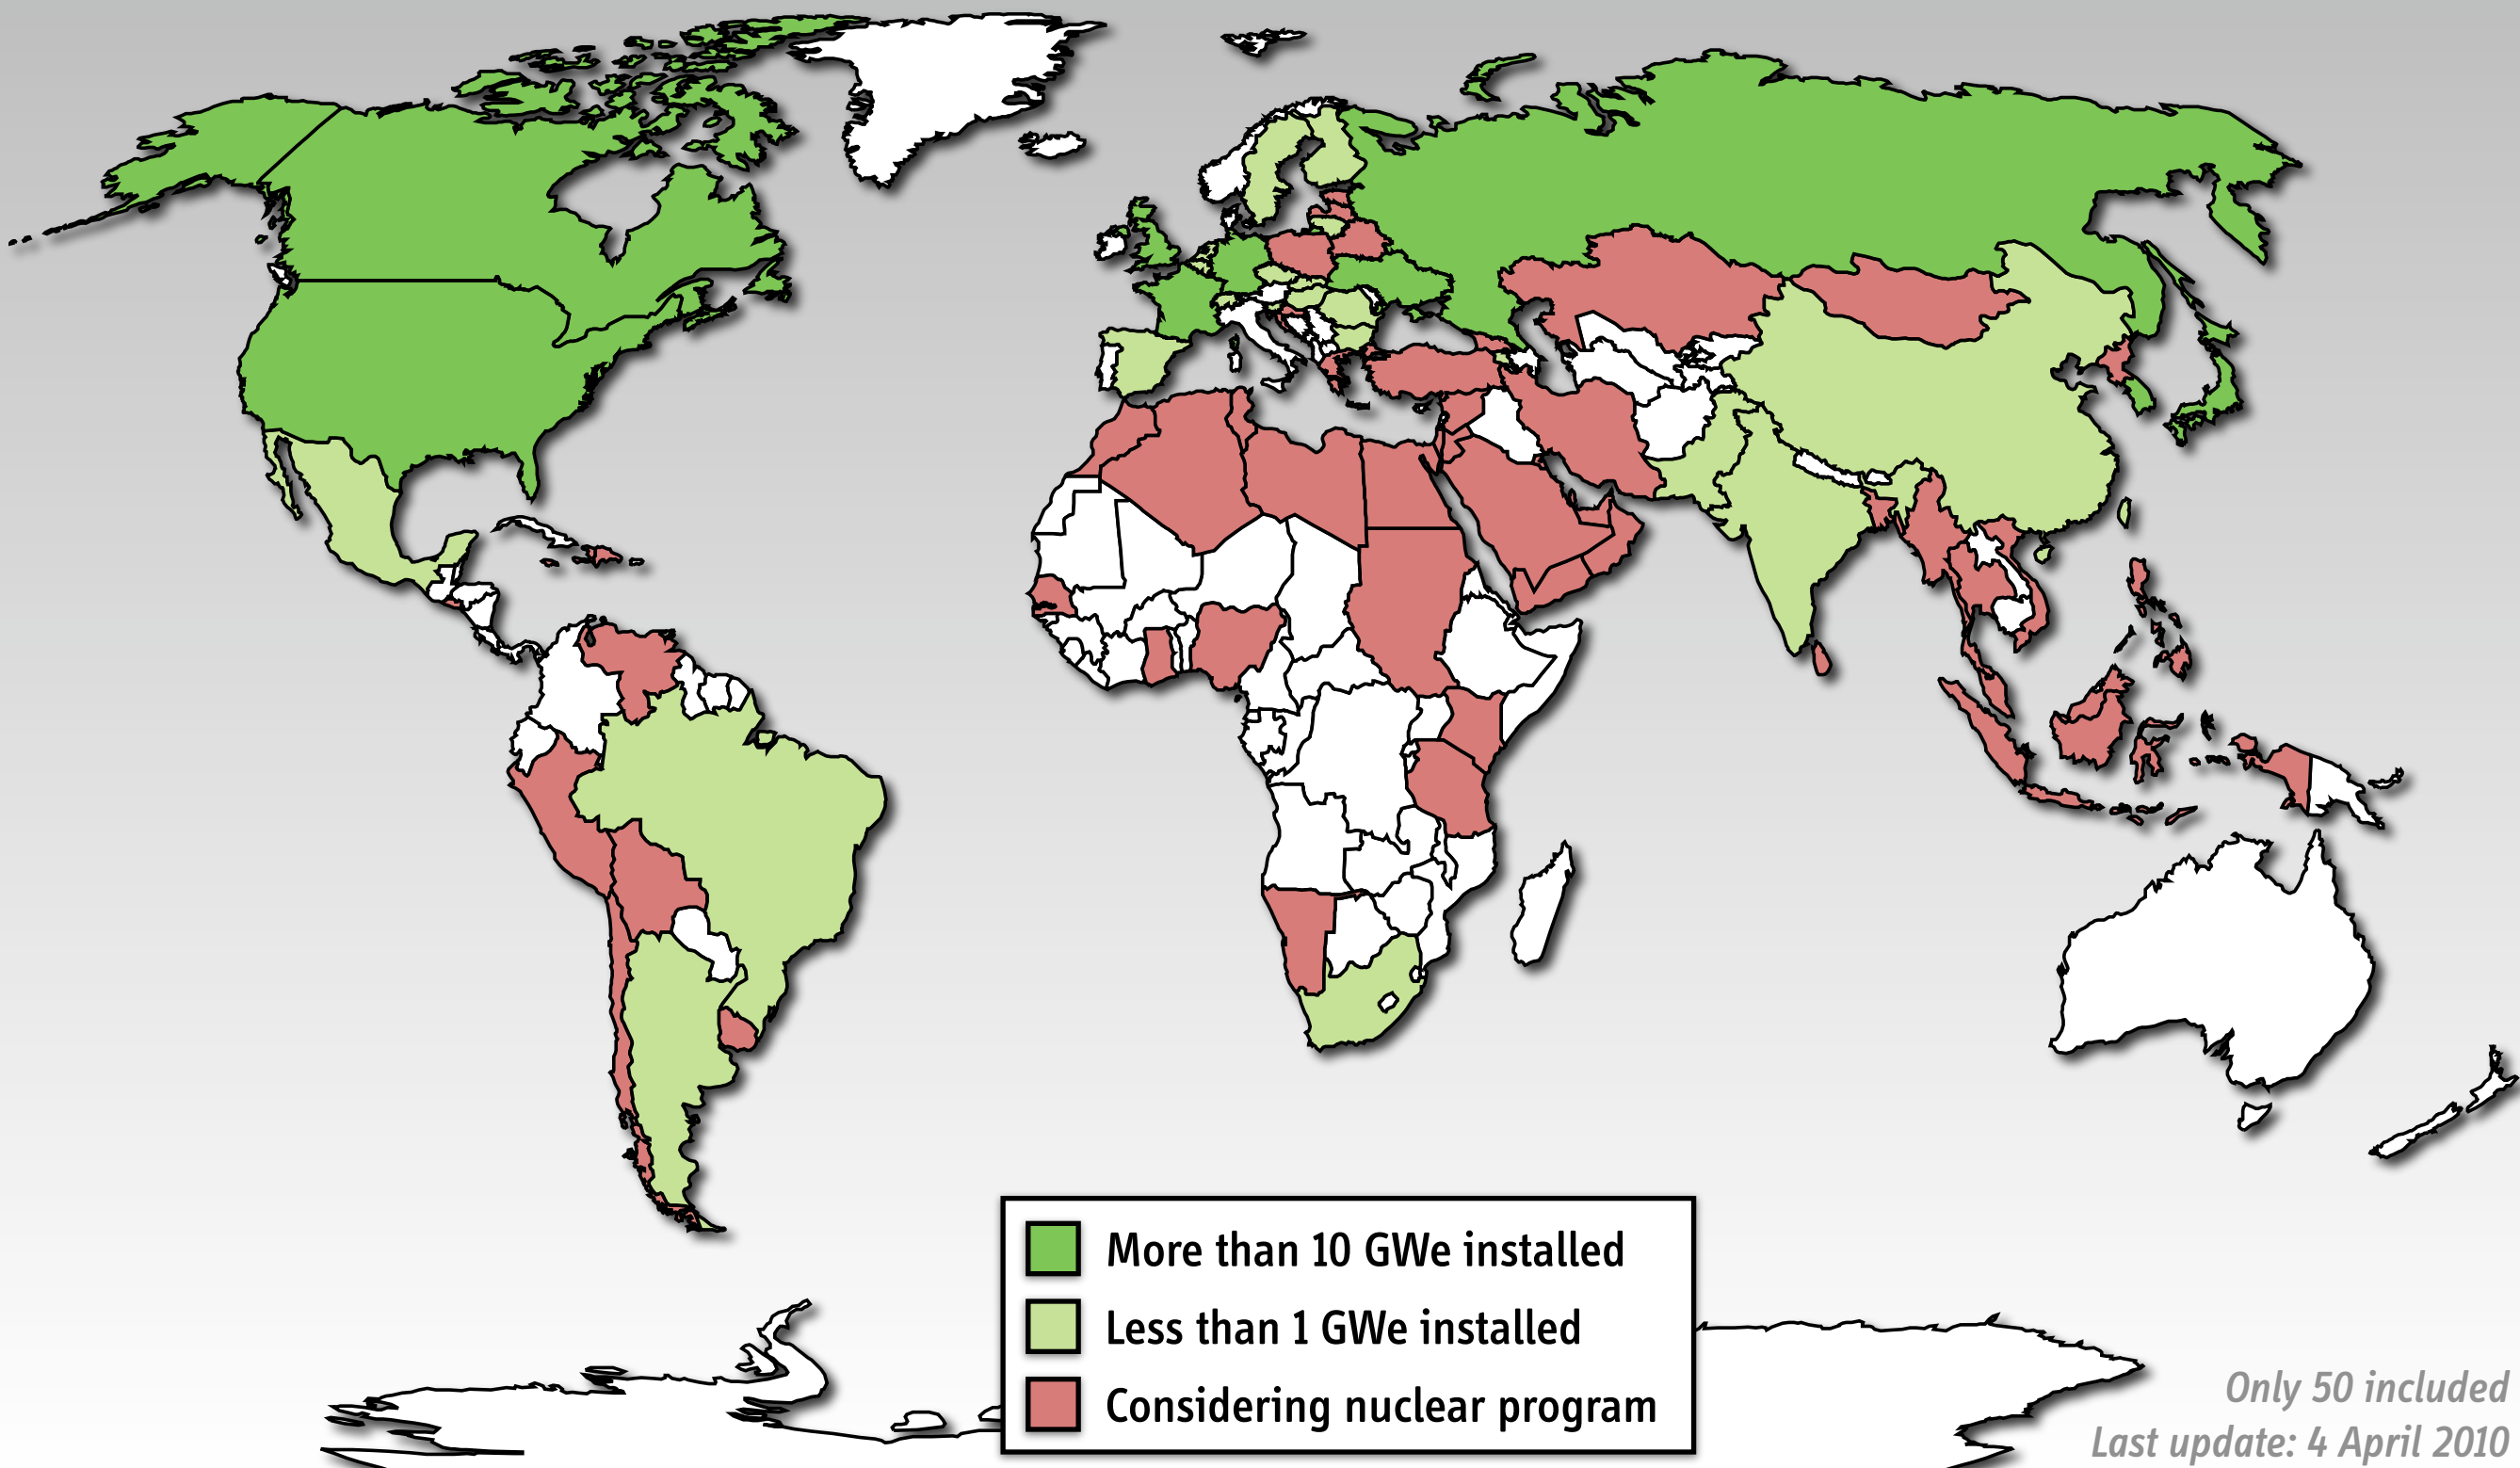 More than 10 GWe installed
Less than 1 GWe installed
Considering nuclear program
Only 50 included
Last update: 4 April 2010